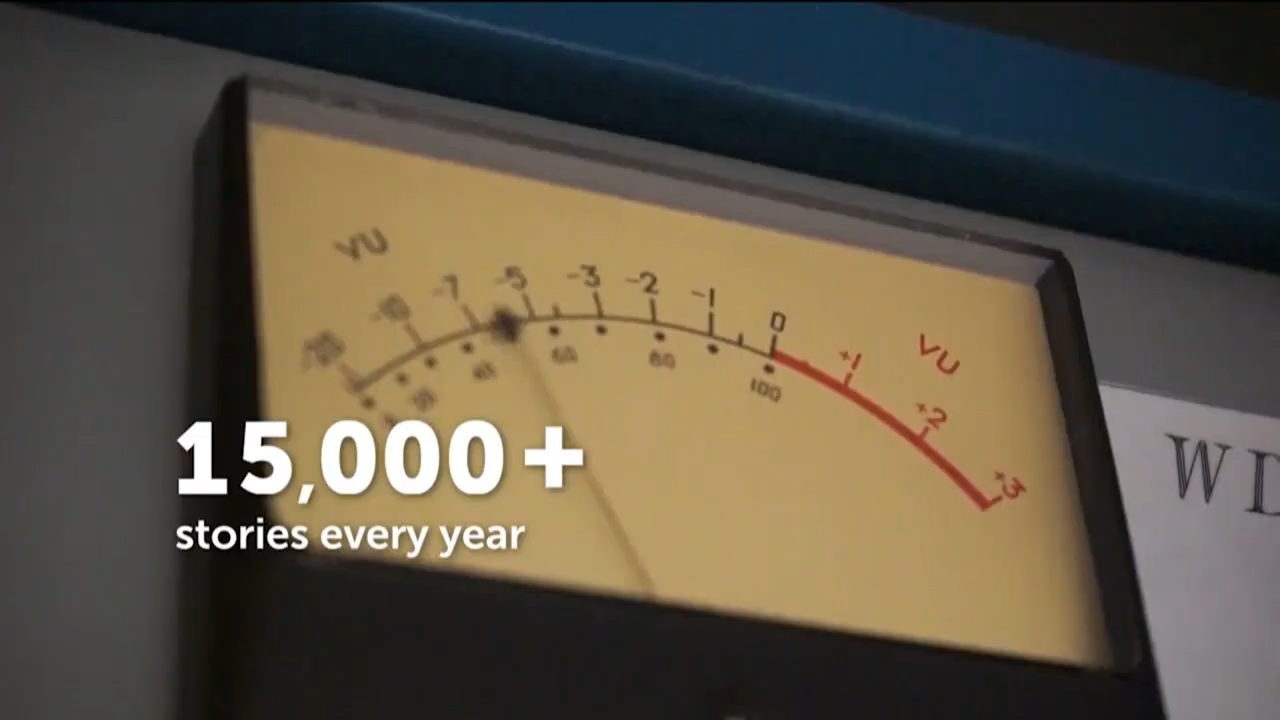 VU
-20 -10 -7 -5 -3 -2 -1 0 +1 +2 +3
VU
60 80 100
15,000+
stories every year
WD